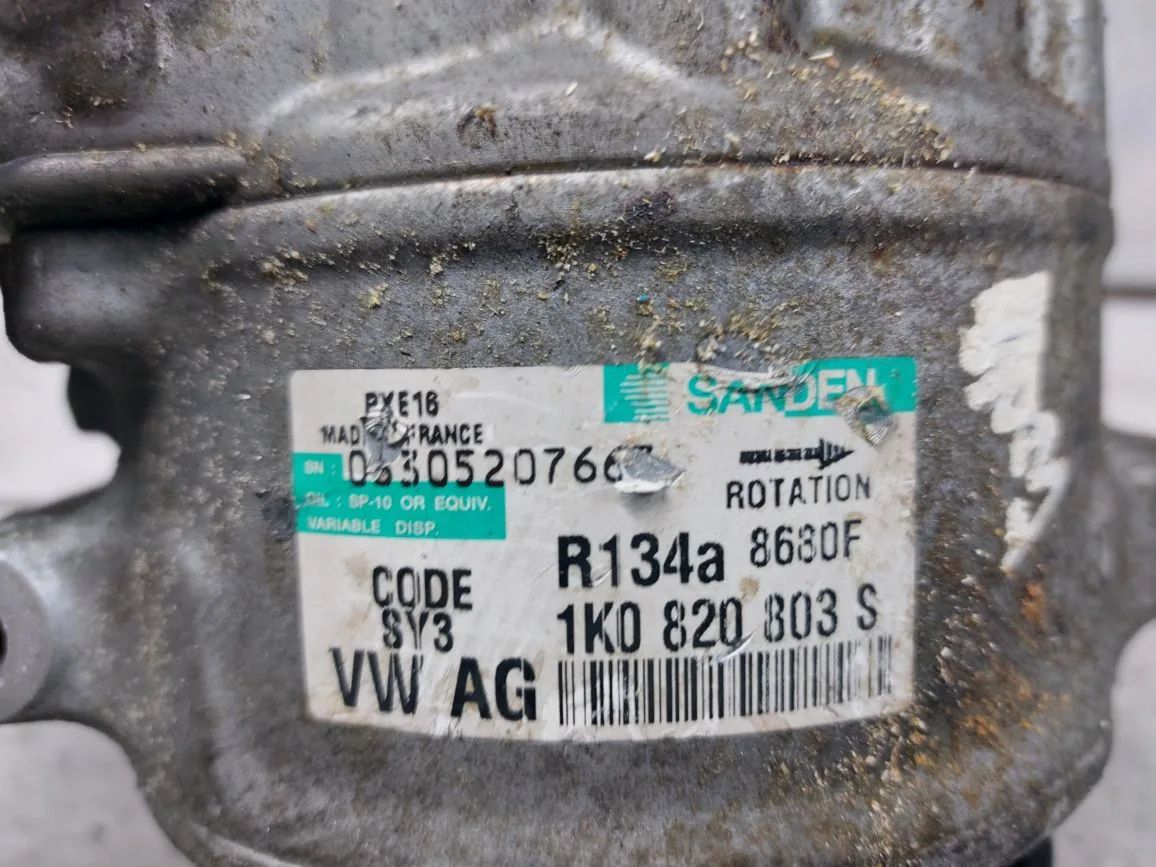 SANDEN
PXE16
MADE FRANCE
SN:
OIL : SP-10 OR EQUIV.
VARIABLE DISP.
ROTATION
R134a 8680F
CODE
SY3
1K0 820 803 S
VW AG